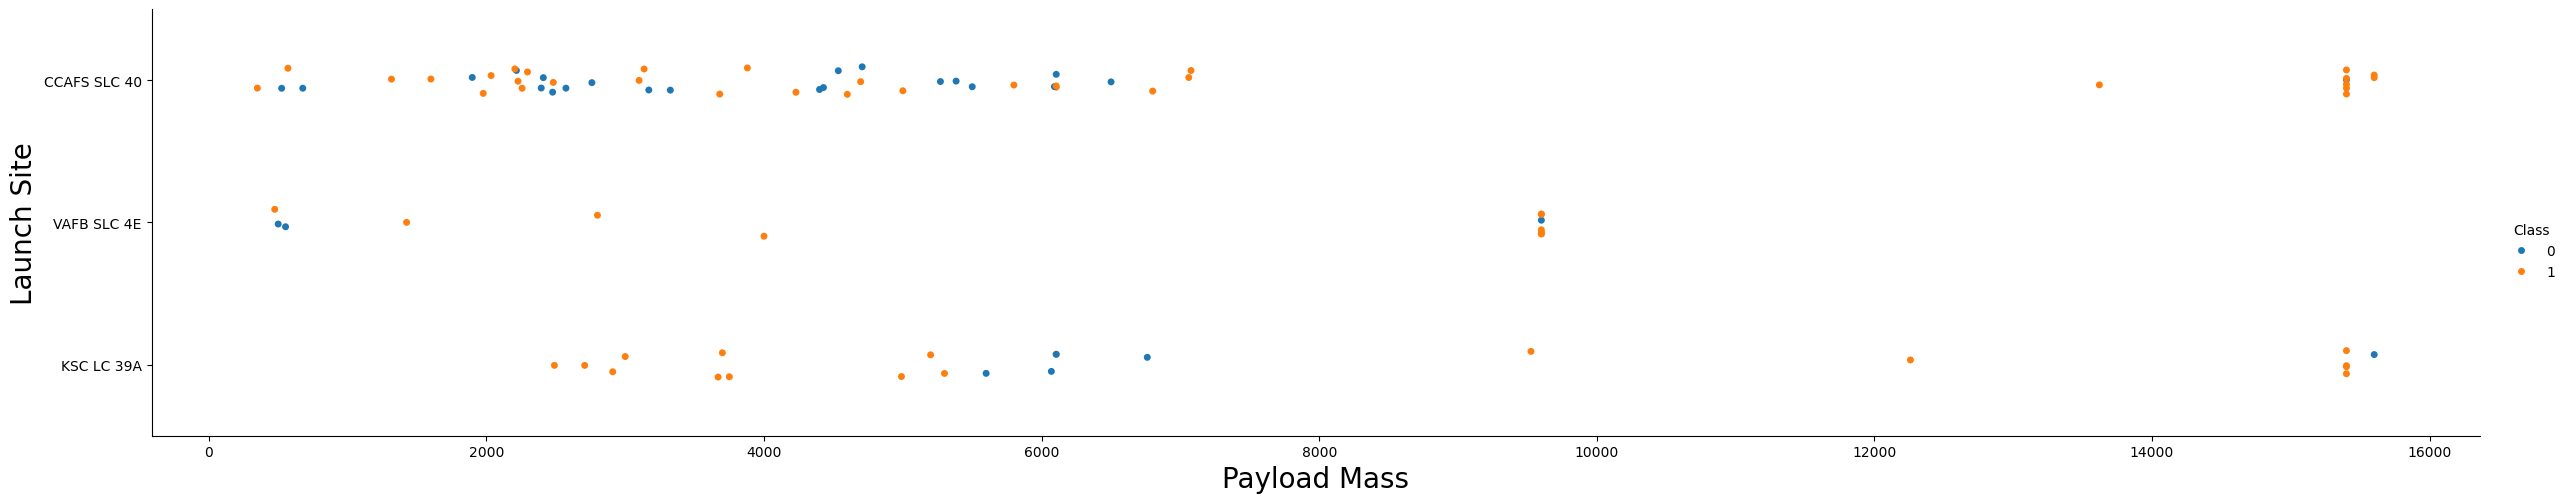 Launch Site
CCAFS SLC 40
VAFB SLC 4E
KSC LC 39A
0 2000 4000 6000 8000 10000 12000 14000 16000
Payload Mass
Class
0
1